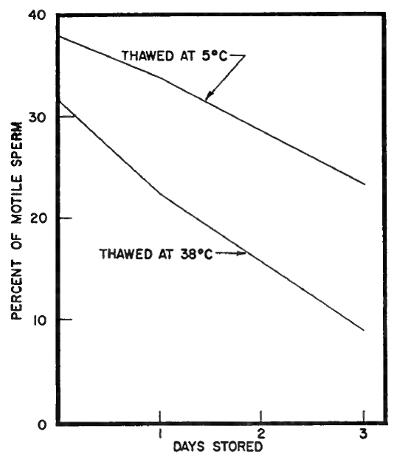 40
THAWED AT 5°C
30
20
THAWED AT 38°C
10
0
1
2
3
DAYS STORED
PERCENT OF MOTILE SPERM